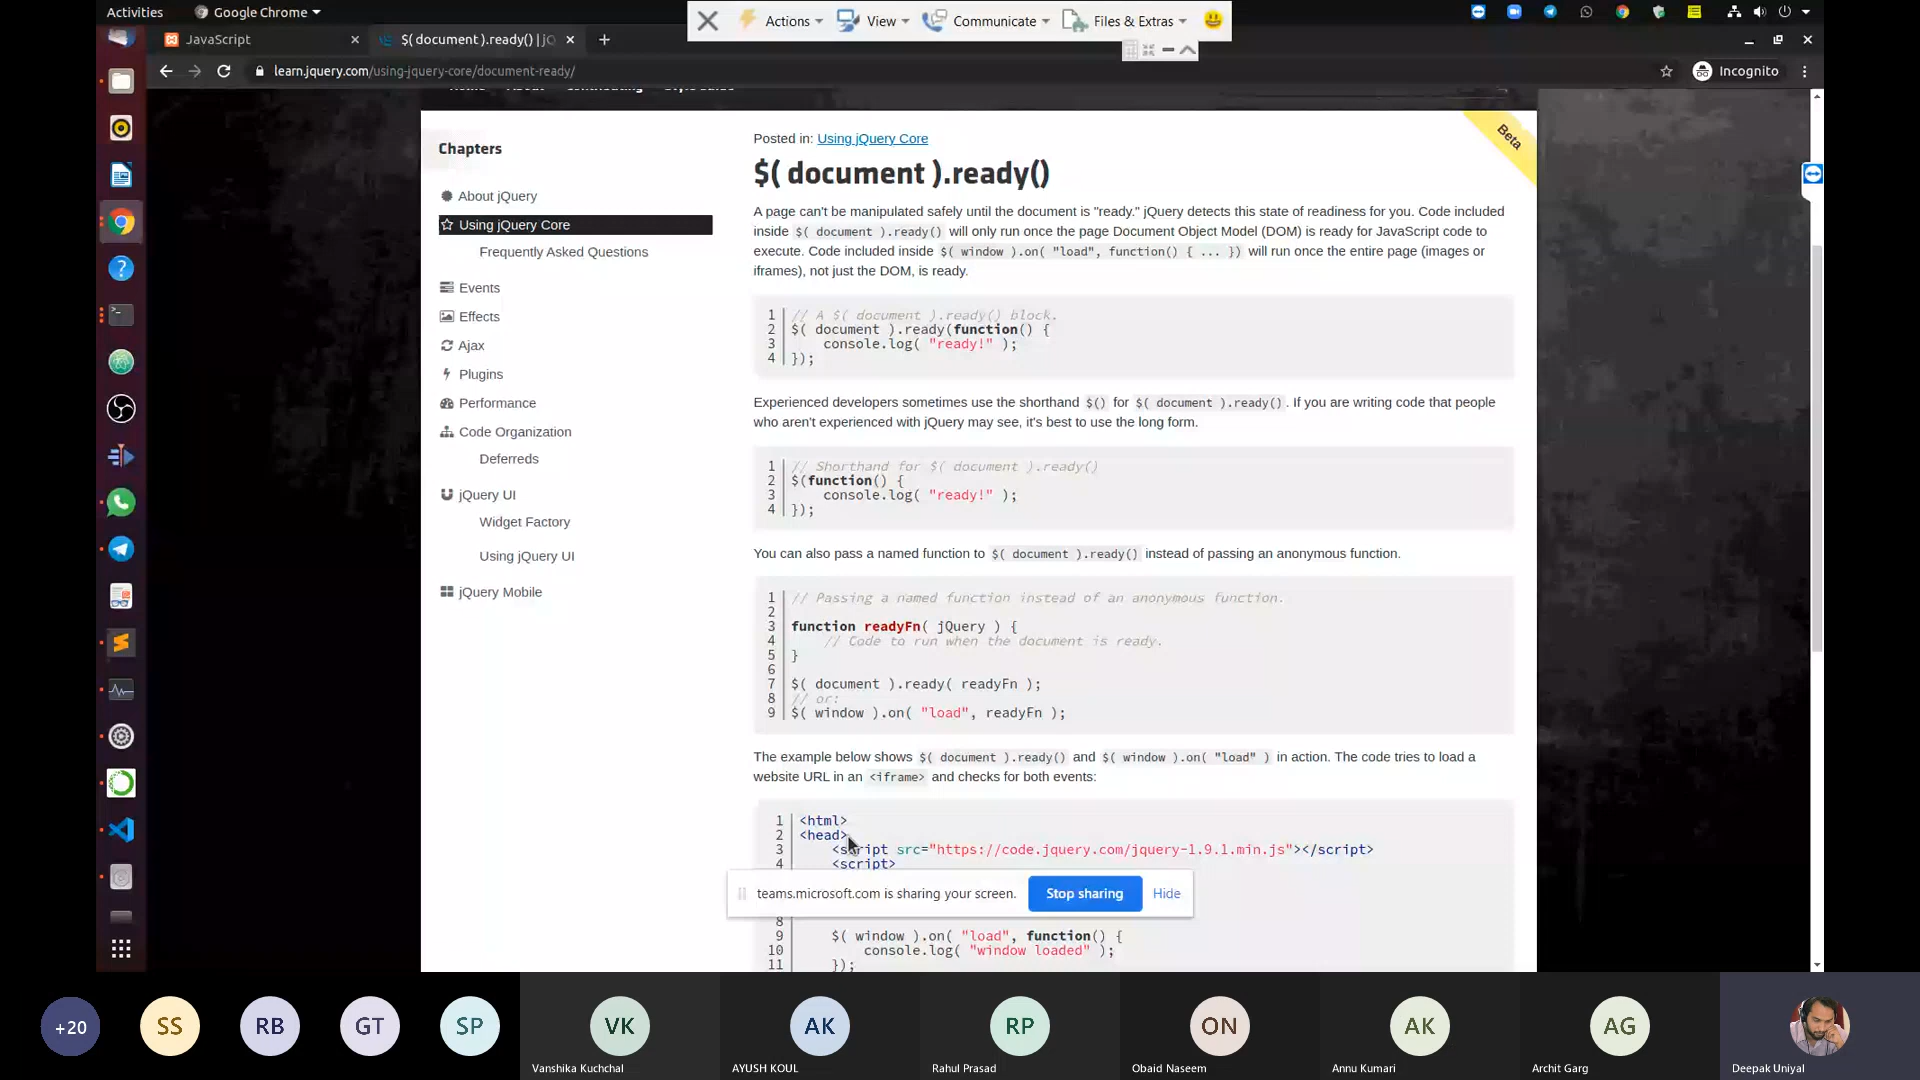 Activities
Google Chrome
Actions
View
Communicate
Files & Extras
JavaScript
$( document ).ready() | jQ
learn.jquery.com/using-jquery-core/document-ready/
Incognito
Home About Contributing Style Guide
Beta
Chapters
About jQuery
Using jQuery Core
Frequently Asked Questions
Events
Effects
Ajax
Plugins
Performance
Code Organization
Deferreds
jQuery UI
Widget Factory
Using jQuery UI
jQuery Mobile
Posted in: Using jQuery Core
$( document ).ready()
A page can't be manipulated safely until the document is "ready." jQuery detects this state of readiness for you. Code included
inside $( document ).ready() will only run once the page Document Object Model (DOM) is ready for JavaScript code to
execute. Code included inside $( window ).on( "load", function() { ... }) will run once the entire page (images or
iframes), not just the DOM, is ready.
1 // A $( document ).ready() block.
2 $( document ).ready(function() {
3 console.log( "ready!" );
4 });
Experienced developers sometimes use the shorthand $() for $( document ).ready(). If you are writing code that people
who aren't experienced with jQuery may see, it's best to use the long form.
1 // Shorthand for $( document ).ready()
2 $(function() {
3 console.log( "ready!" );
4 });
You can also pass a named function to $( document ).ready() instead of passing an anonymous function.
1 // Passing a named function instead of an anonymous function.
2
3 function readyFn( jQuery ) {
4 // Code to run when the document is ready.
5 }
6
7 $( document ).ready( readyFn );
8 // or:
9 $( window ).on( "load", readyFn );
The example below shows $( document ).ready() and $( window ).on( "load" ) in action. The code tries to load a
website URL in an <iframe> and checks for both events:
1 <html>
2 <head>
3 <script src="https://code.jquery.com/jquery-1.9.1.min.js"></script>
4 <script>
teams.microsoft.com is sharing your screen. Stop sharing Hide
8
9 $( window ).on( "load", function() {
10 console.log( "window loaded" );
11 });
+20
SS
RB
GT
SP
VK
AK
RP
ON
AK
AG
Vanshika Kuchchal
AYUSH KOUL
Rahul Prasad
Obaid Naseem
Annu Kumari
Archit Garg
Deepak Uniyal